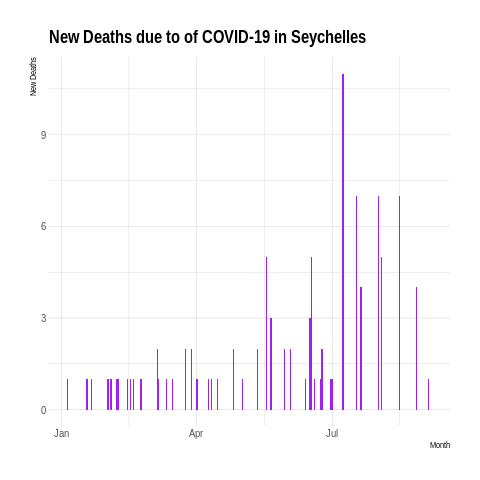 New Deaths due to of COVID-19 in Seychelles
New Deaths
9
6
3
0
Jan Apr Jul
Month